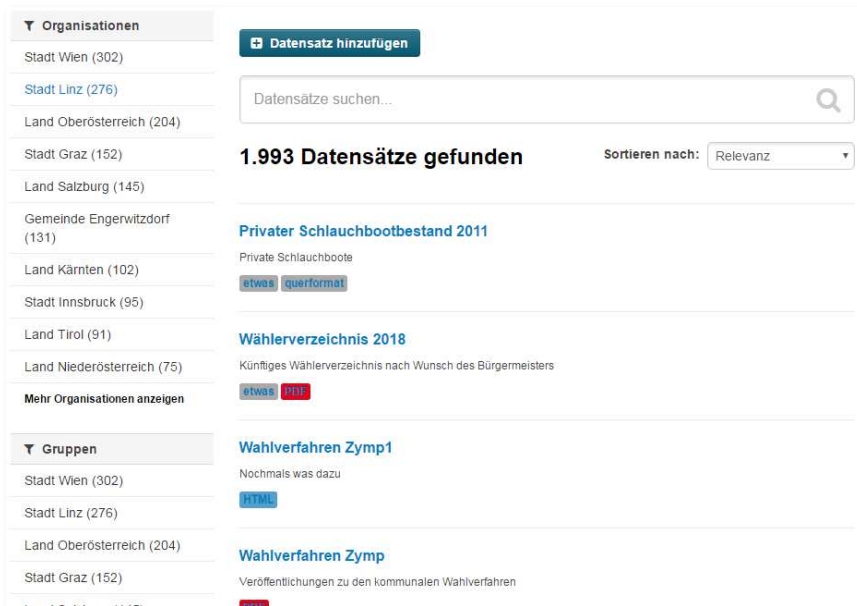 Organisationen
Stadt Wien (302)
Stadt Linz (276)
Land Oberösterreich (204)
Stadt Graz (152)
Land Salzburg (145)
Gemeinde Engerwitzdorf
(131)
Land Kärnten (102)
Stadt Innsbruck (95)
Land Tirol (91)
Land Niederösterreich (75)
Mehr Organisationen anzeigen
Gruppen
Stadt Wien (302)
Stadt Linz (276)
Land Oberösterreich (204)
Stadt Graz (152)
Datensatz hinzufügen
Datensätze suchen...
1.993 Datensätze gefunden
Sortieren nach: Relevanz
Privater Schlauchbootbestand 2011
Private Schlauchboote
etwas querformat
Wählerverzeichnis 2018
Künftiges Wählerverzeichnis nach Wunsch des Bürgermeisters
etwas PDF
Wahlverfahren Zymp1
Nochmals was dazu
HTML
Wahlverfahren Zymp
Veröffentlichungen zu den kommunalen Wahlverfahren